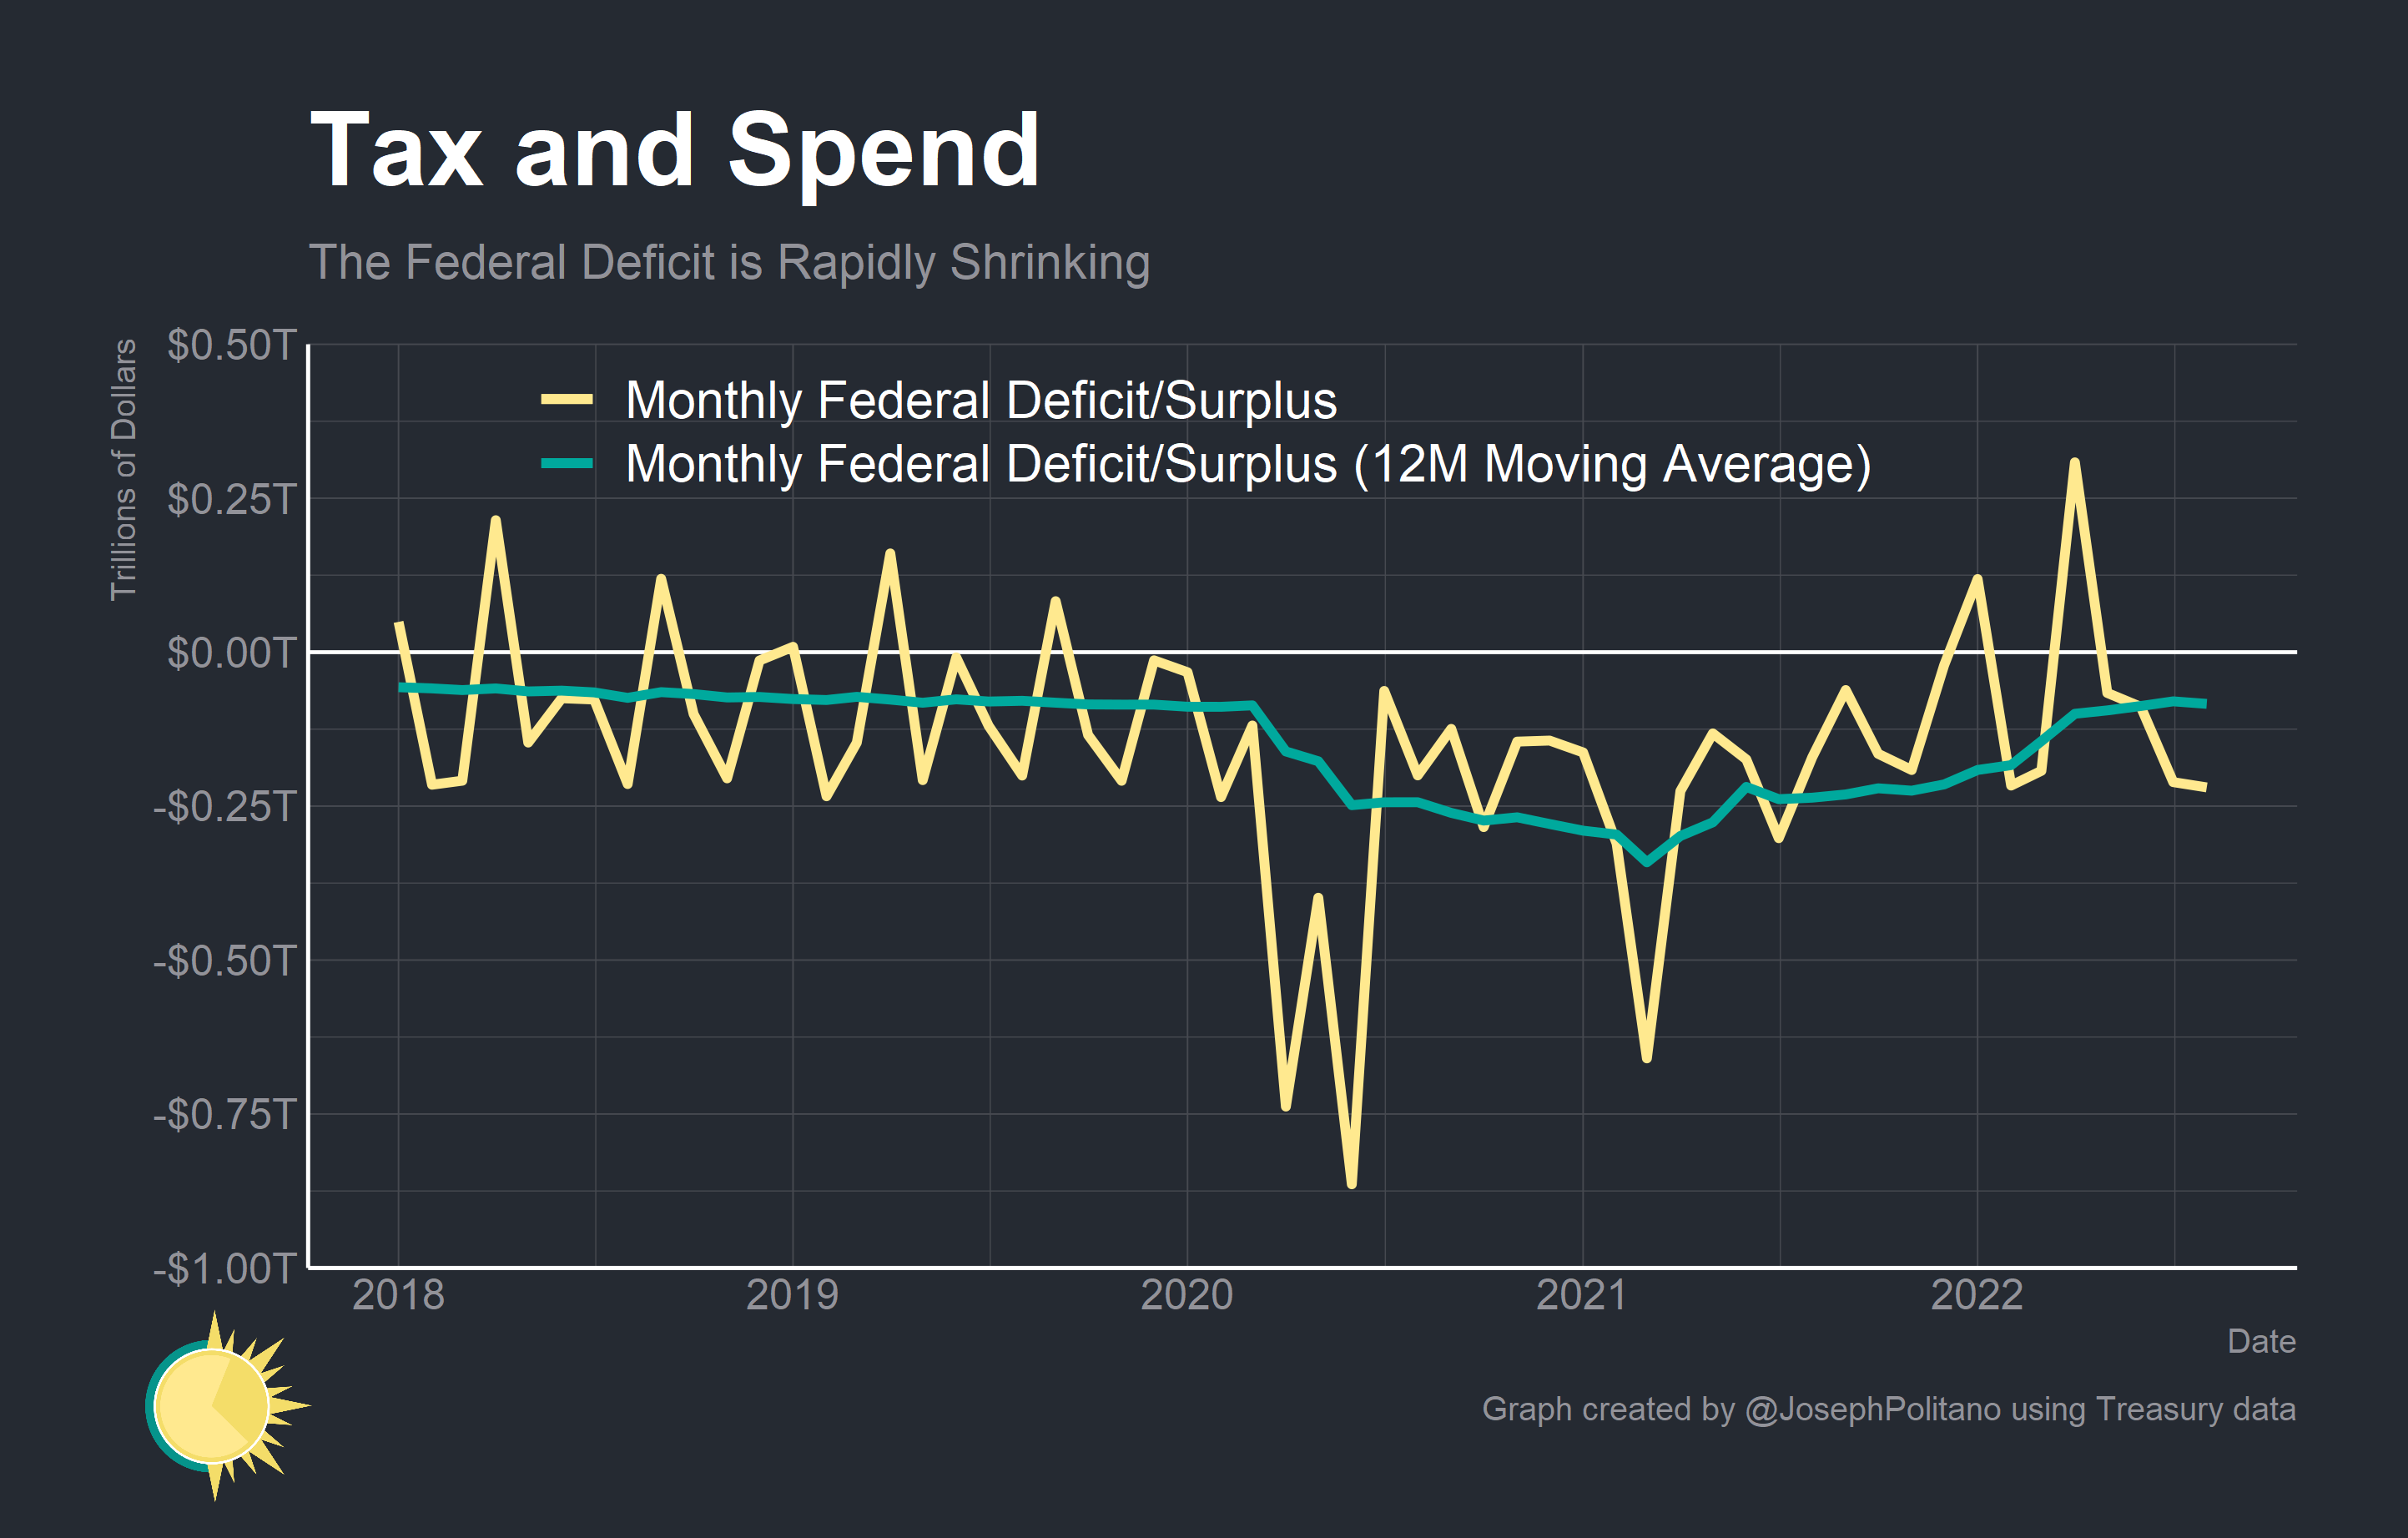 Tax and Spend
The Federal Deficit is Rapidly Shrinking
Trillions of Dollars
$0.50T
$0.25T
$0.00T
-$0.25T
-$0.50T
-$0.75T
-$1.00T
Monthly Federal Deficit/Surplus
Monthly Federal Deficit/Surplus (12M Moving Average)
2018 2019 2020 2021 2022
Date
Graph created by @JosephPolitano using Treasury data